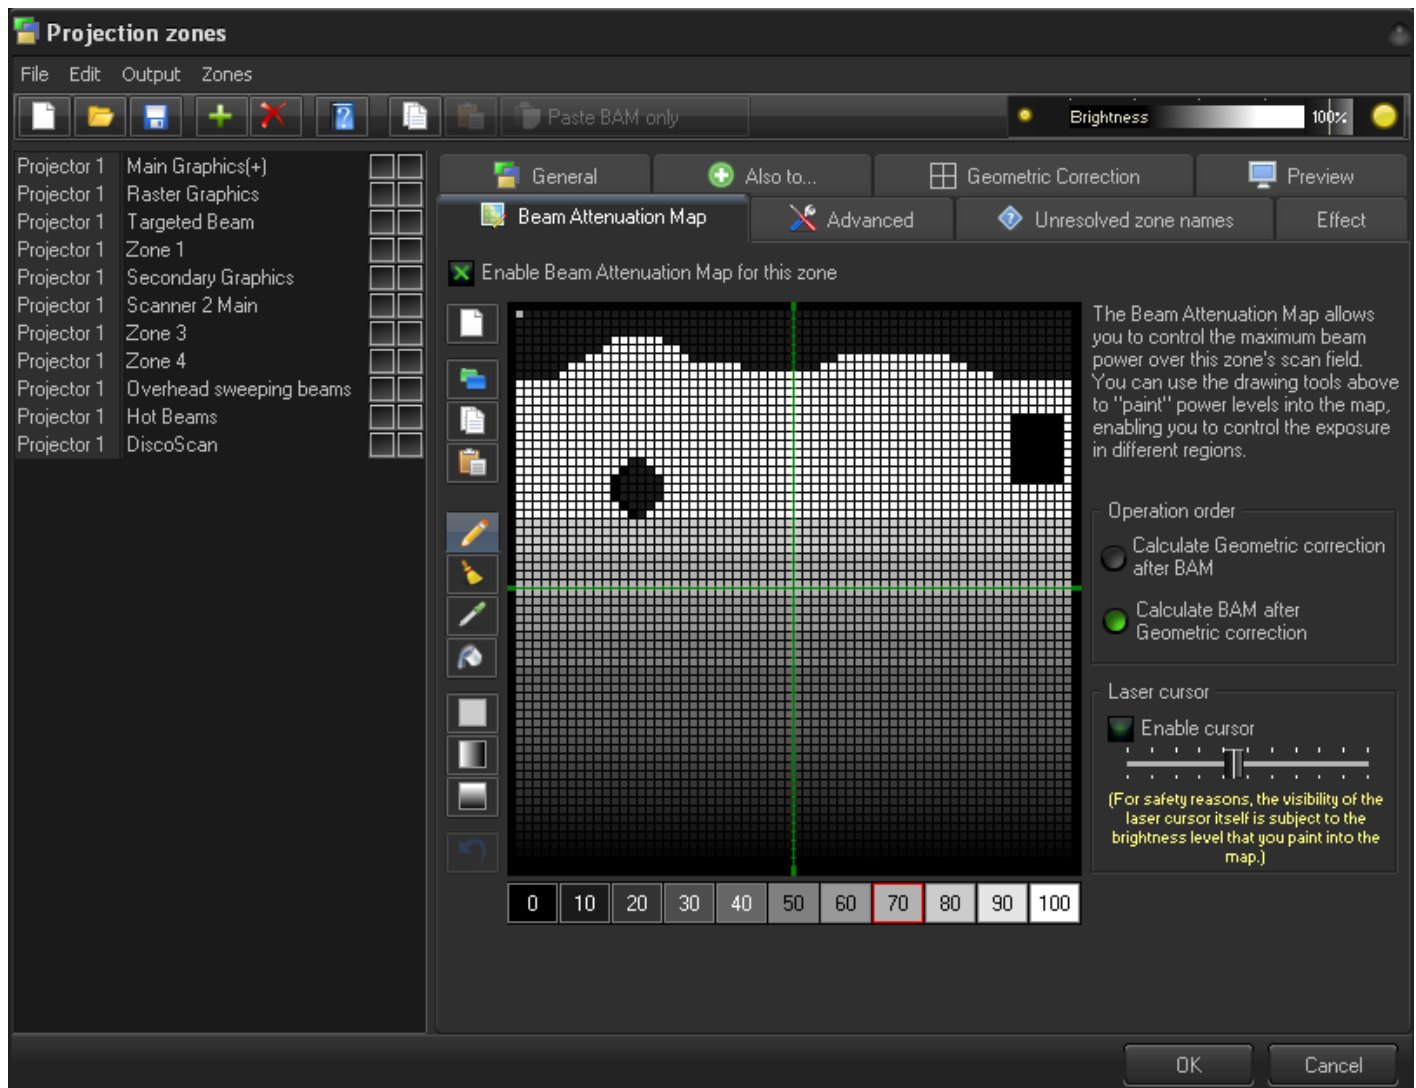 Projection zones
File Edit Output Zones
Paste BAM only
Brightness
100%
Projector 1 Main Graphics(+)
Projector 1 Raster Graphics
Projector 1 Targeted Beam
Projector 1 Zone 1
Projector 1 Secondary Graphics
Projector 1 Scanner 2 Main
Projector 1 Zone 3
Projector 1 Zone 4
Projector 1 Overhead sweeping beams
Projector 1 Hot Beams
Projector 1 DiscoScan
General Also to... Geometric Correction Preview
Beam Attenuation Map Advanced Unresolved zone names Effect
Enable Beam Attenuation Map for this zone
The Beam Attenuation Map allows
you to control the maximum beam
power over this zone's scan field.
You can use the drawing tools above
to "paint" power levels into the map,
enabling you to control the exposure
in different regions.
Operation order
Calculate Geometric correction
after BAM
Calculate BAM after
Geometric correction
Laser cursor
Enable cursor
(For safety reasons, the visibility of the
laser cursor itself is subject to the
brightness level that you paint into the
map.)
0 10 20 30 40 50 60 70 80 90 100
OK Cancel